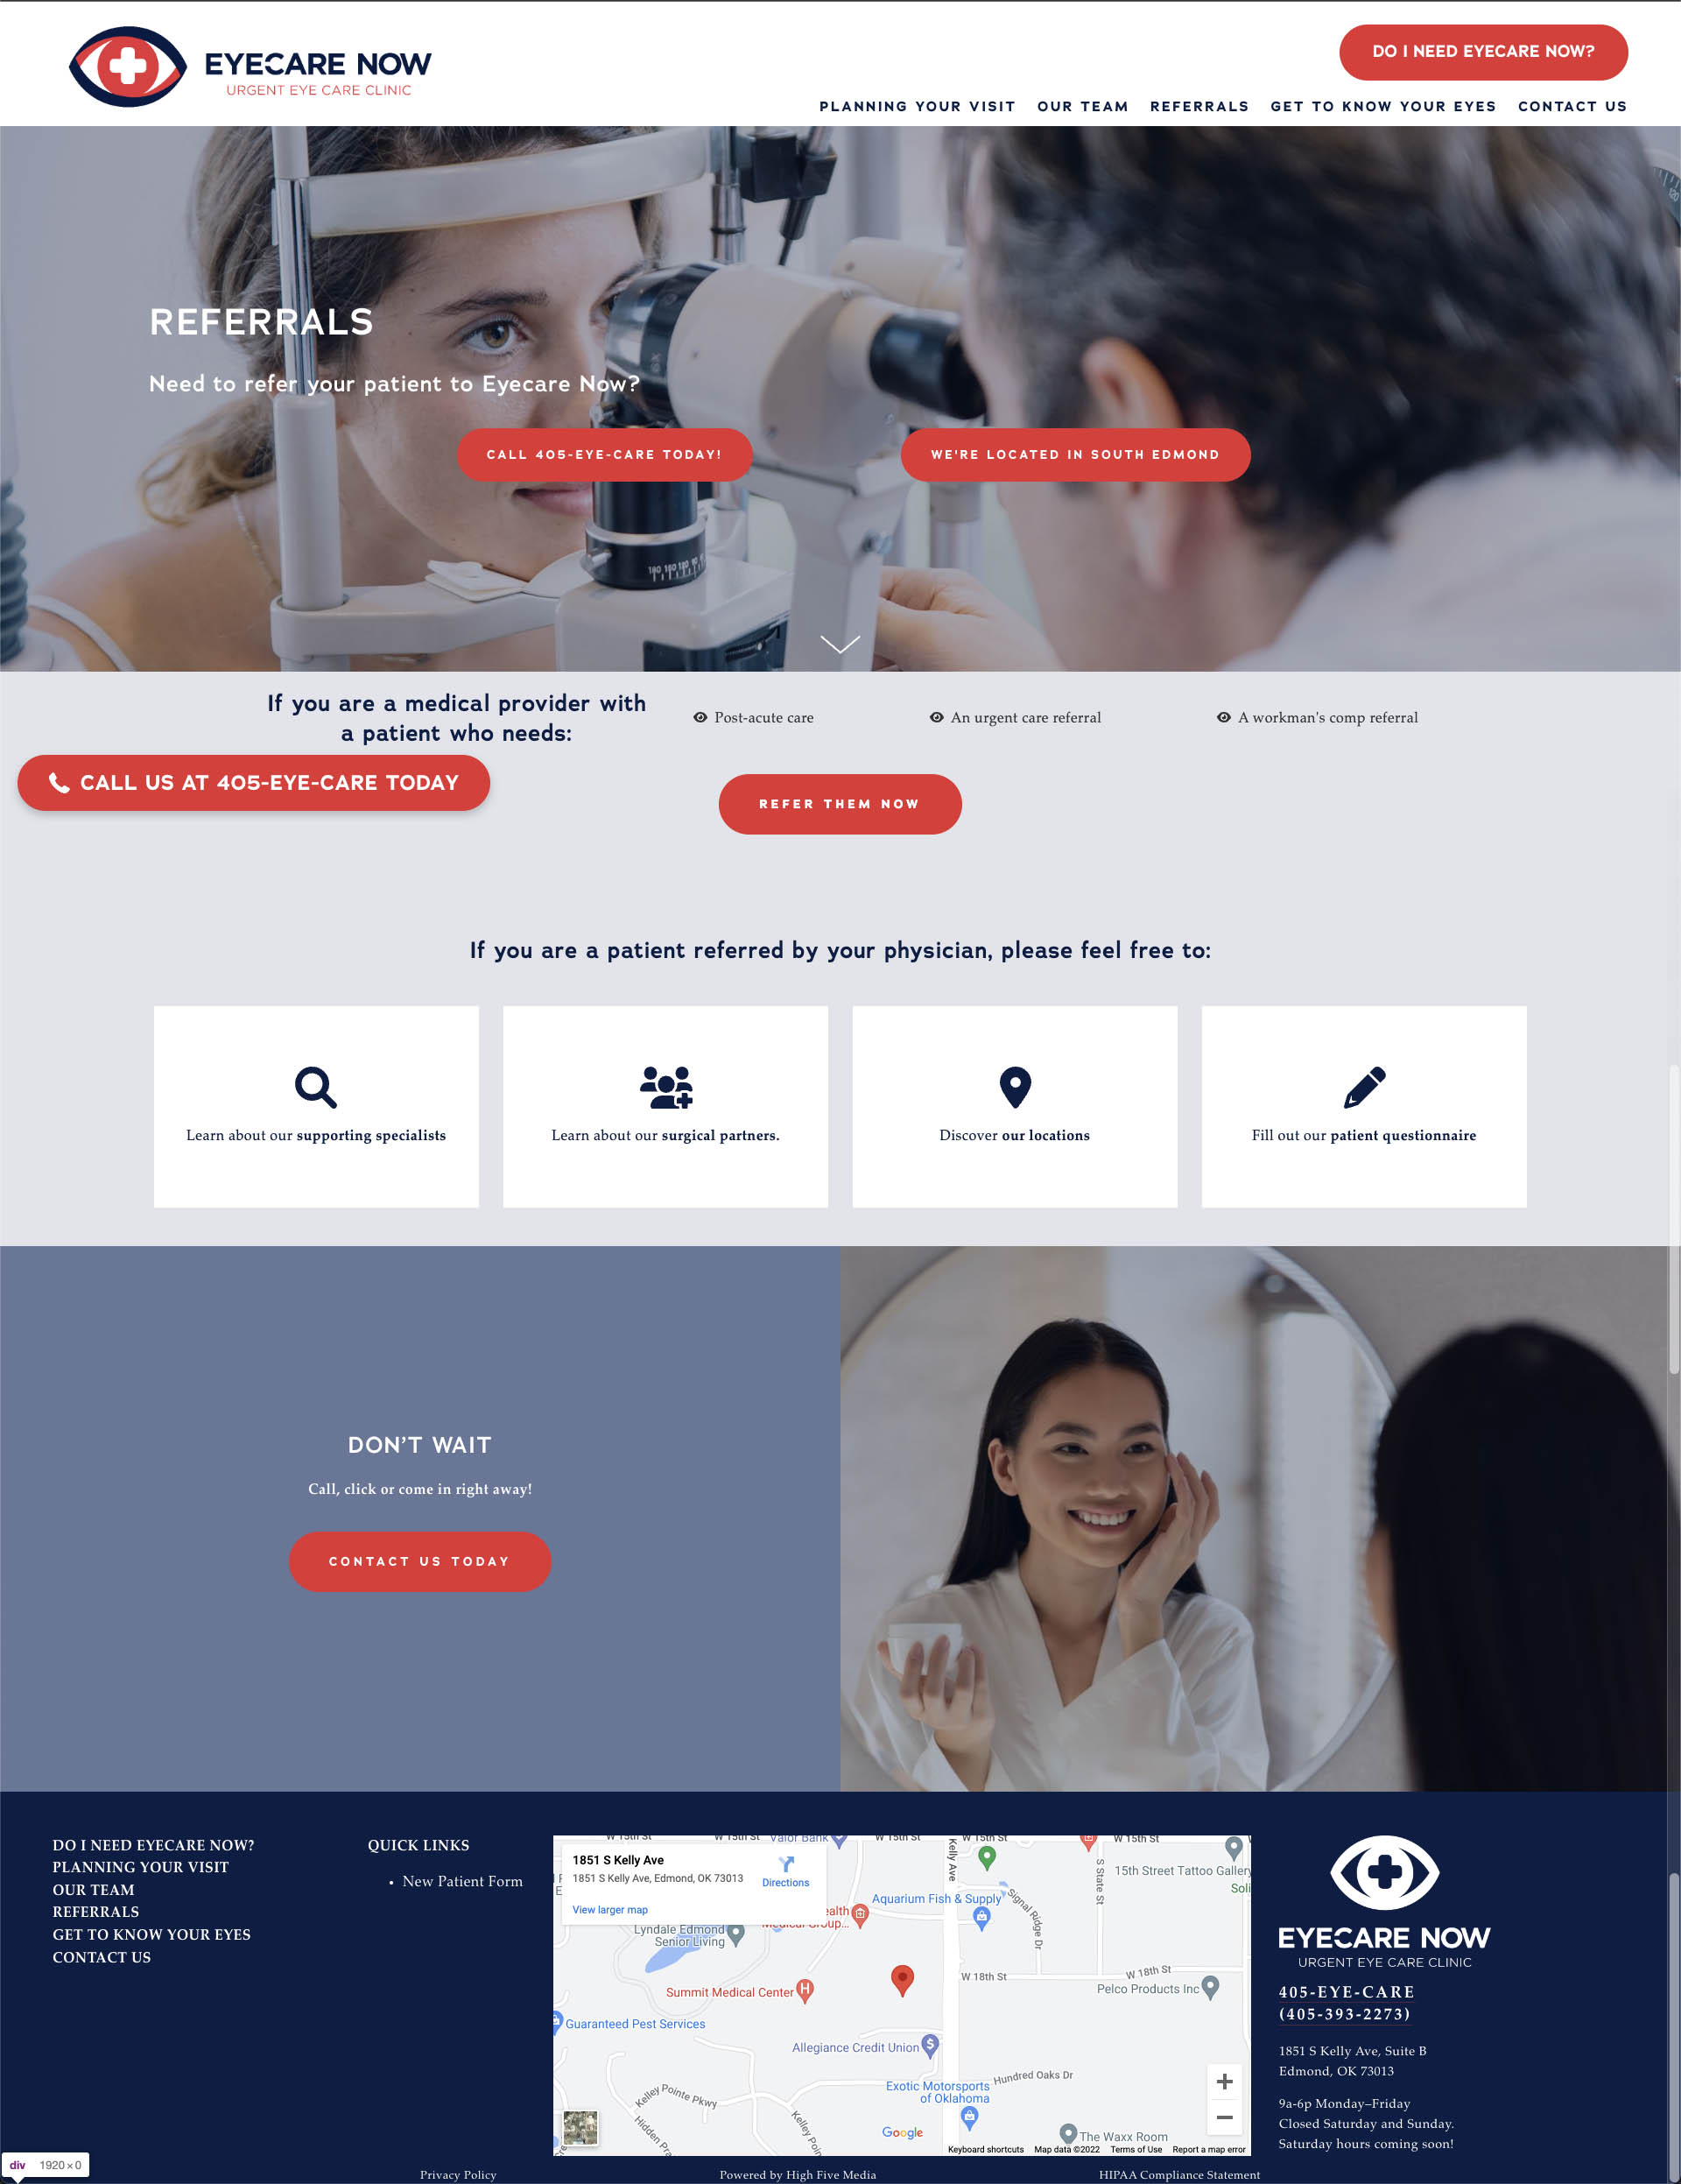 EYECARE NOW
URGENT EYE CARE CLINIC
DO I NEED EYECARE NOW?
PLANNING YOUR VISIT OUR TEAM REFERRALS GET TO KNOW YOUR EYES CONTACT US
REFERRALS
Need to refer your patient to Eyecare Now?
CALL 405-EYE-CARE TODAY!
WE'RE LOCATED IN SOUTH EDMOND
If you are a medical provider with
a patient who needs:
Post-acute care
An urgent care referral
A workman's comp referral
CALL US AT 405-EYE-CARE TODAY
REFER THEM NOW
If you are a patient referred by your physician, please feel free to:
Learn about our supporting specialists
Learn about our surgical partners.
Discover our locations
Fill out our patient questionnaire
DON'T WAIT
Call, click or come in right away!
CONTACT US TODAY
DO I NEED EYECARE NOW?
PLANNING YOUR VISIT
OUR TEAM
REFERRALS
GET TO KNOW YOUR EYES
CONTACT US
QUICK LINKS
• New Patient Form
W 15th St
W 15th St
Valor Bank
W 15th St
W 15th St
W 15th St
1851 S Kelly Ave
1851 S Kelly Ave, Edmond, OK 73013
Directions
View larger map
Kelly Ave
S State St
15th Street Tattoo Gallery
Aquarium Fish & Supply
Signal Ridge Dr
Lyndale Edmond
Senior Living
W 18th St
W 18th St
Summit Medical Center
Pelco Products Inc
Guaranteed Pest Services
Allegiance Credit Union
Hundred Oaks Dr
Exotic Motorsports
of Oklahoma
Kelley Pointe Pkwy
Google
The Waxx Room
Keyboard shortcuts Map data ©2022 Terms of Use Report a map error
EYECARE NOW
URGENT EYE CARE CLINIC
405-EYE-CARE
(405-393-2273)
1851 S Kelly Ave, Suite B
Edmond, OK 73013
9a-6p Monday–Friday
Closed Saturday and Sunday.
Saturday hours coming soon!
div 1920 × 0
Privacy Policy
Powered by High Five Media
HIPAA Compliance Statement